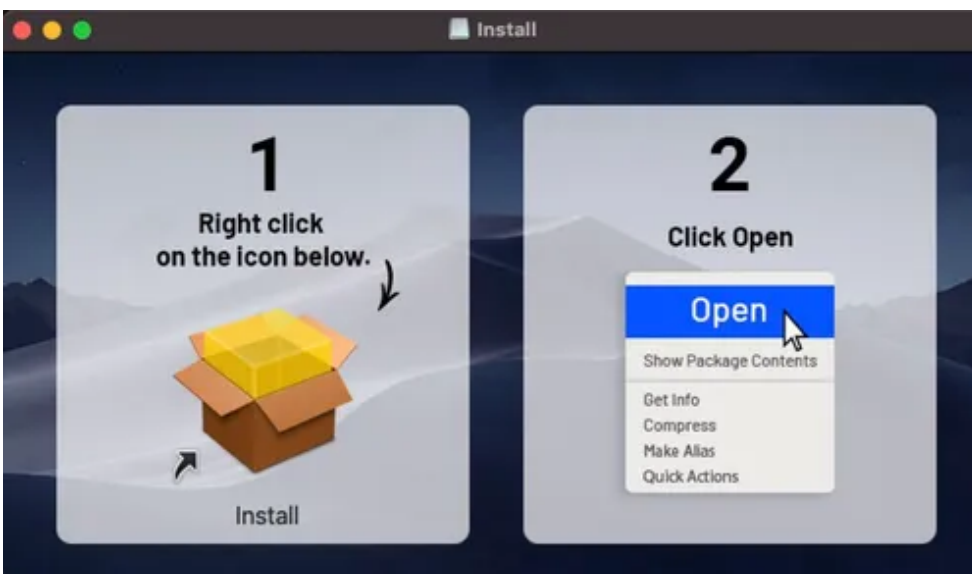 Install
1
Right click
on the icon below.
Install
2
Click Open
Open
Show Package Contents
Get Info
Compress
Make Alias
Quick Actions